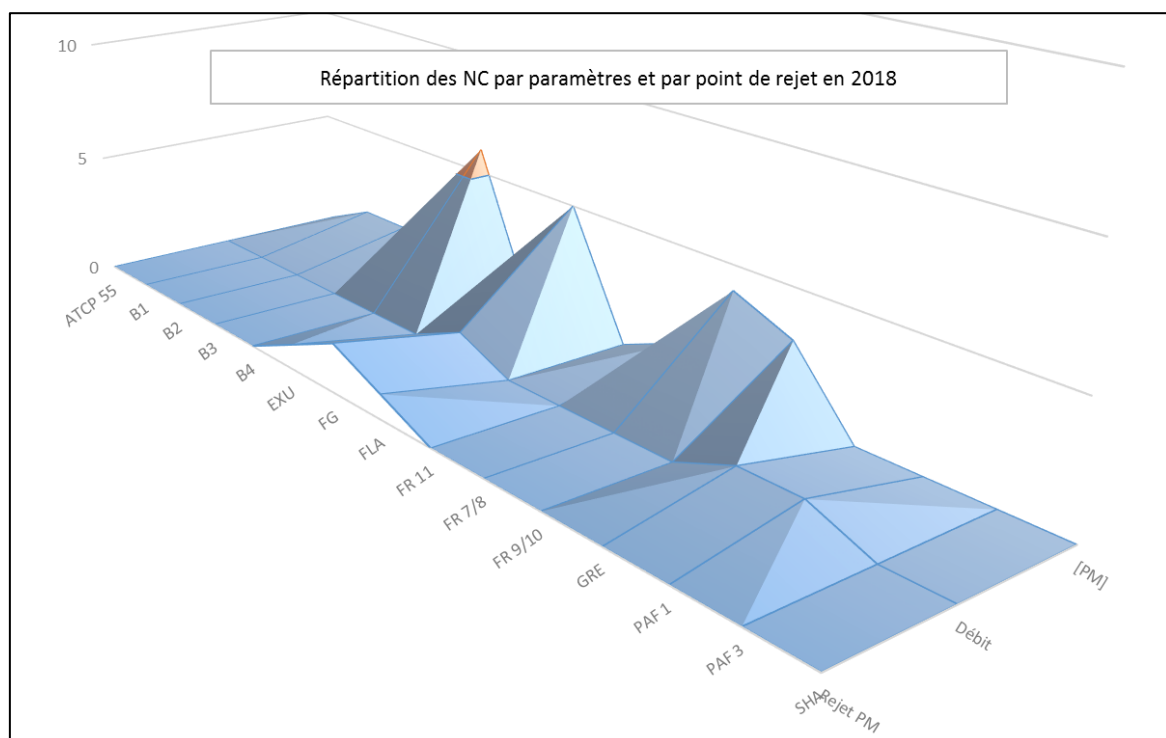 10
Répartition des NC par paramètres et par point de rejet en 2018
5
0
ATCP 55
B1
B2
B3
B4
EXU
FG
FLA
FR 11
FR 7/8
FR 9/10
GRE
PAF 1
PAF 3
SHA
Rejet PM
Débit
[PM]